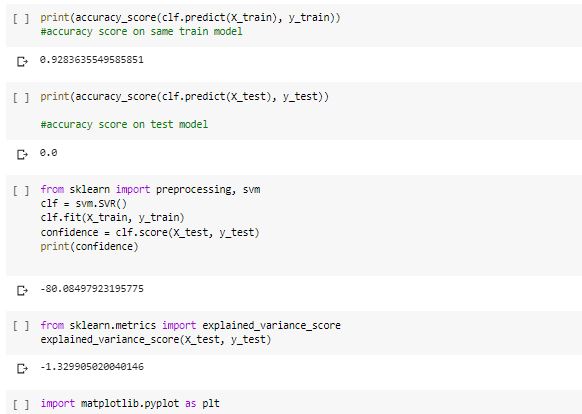 [ ] print(accuracy_score(clf.predict(X_train), y_train))
#accuracy score on same train model
0.9283635549585851
[ ] print(accuracy_score(clf.predict(X_test), y_test))
#accuracy score on test model
0.0
[ ] from sklearn import preprocessing, svm
clf = svm.SVR()
clf.fit(X_train, y_train)
confidence = clf.score(X_test, y_test)
print(confidence)
-80.08497923195775
[ ] from sklearn.metrics import explained_variance_score
explained_variance_score(X_test, y_test)
-1.329905020040146
[ ] import matplotlib.pyplot as plt